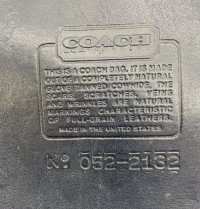 COACH
THIS IS A COACH BAG. IT IS MADE
OUT OF A COMPLETELY NATURAL
GLOVE TANNED COWHIDE. THE
SCARS, SCRATCHES, VEINS
AND WRINKLES ARE NATURAL
MARKINGS CHARACTERISTIC
OF FULL-GRAIN LEATHERS.
MADE IN THE UNITED STATES
No 052-2132